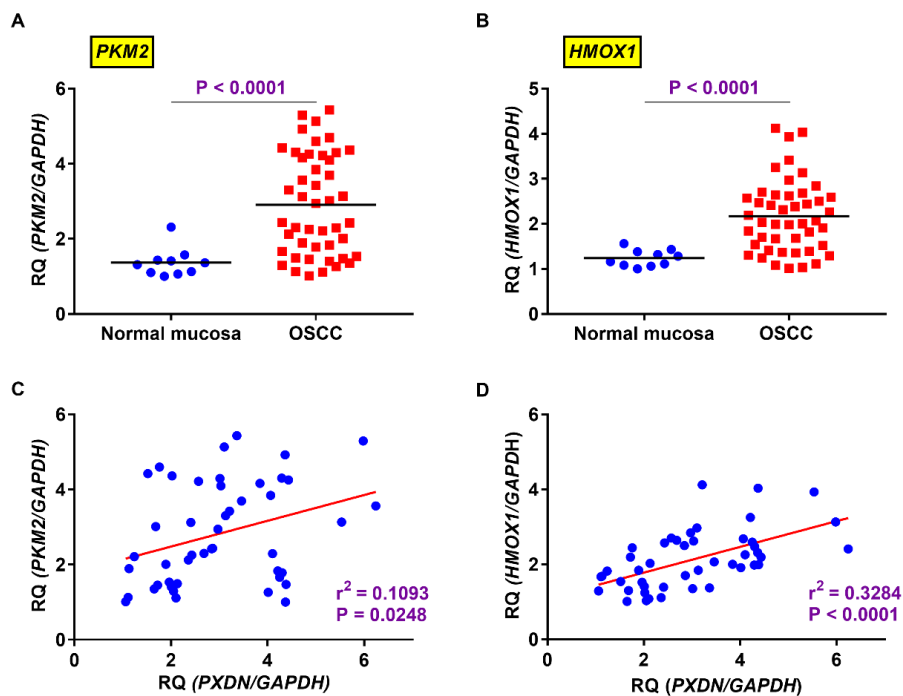 A
PKM2
P < 0.0001
RQ (PKM2/GAPDH)
6
4
2
0
Normal mucosa
OSCC
B
HMOX1
P < 0.0001
RQ (HMOX1/GAPDH)
5
4
3
2
1
0
Normal mucosa
OSCC
C
RQ (PKM2/GAPDH)
6
4
2
0
r² = 0.1093
P = 0.0248
0 2 4 6
RQ (PXDN/GAPDH)
D
RQ (HMOX1/GAPDH)
6
4
2
0
r² = 0.3284
P < 0.0001
0 2 4 6
RQ (PXDN/GAPDH)